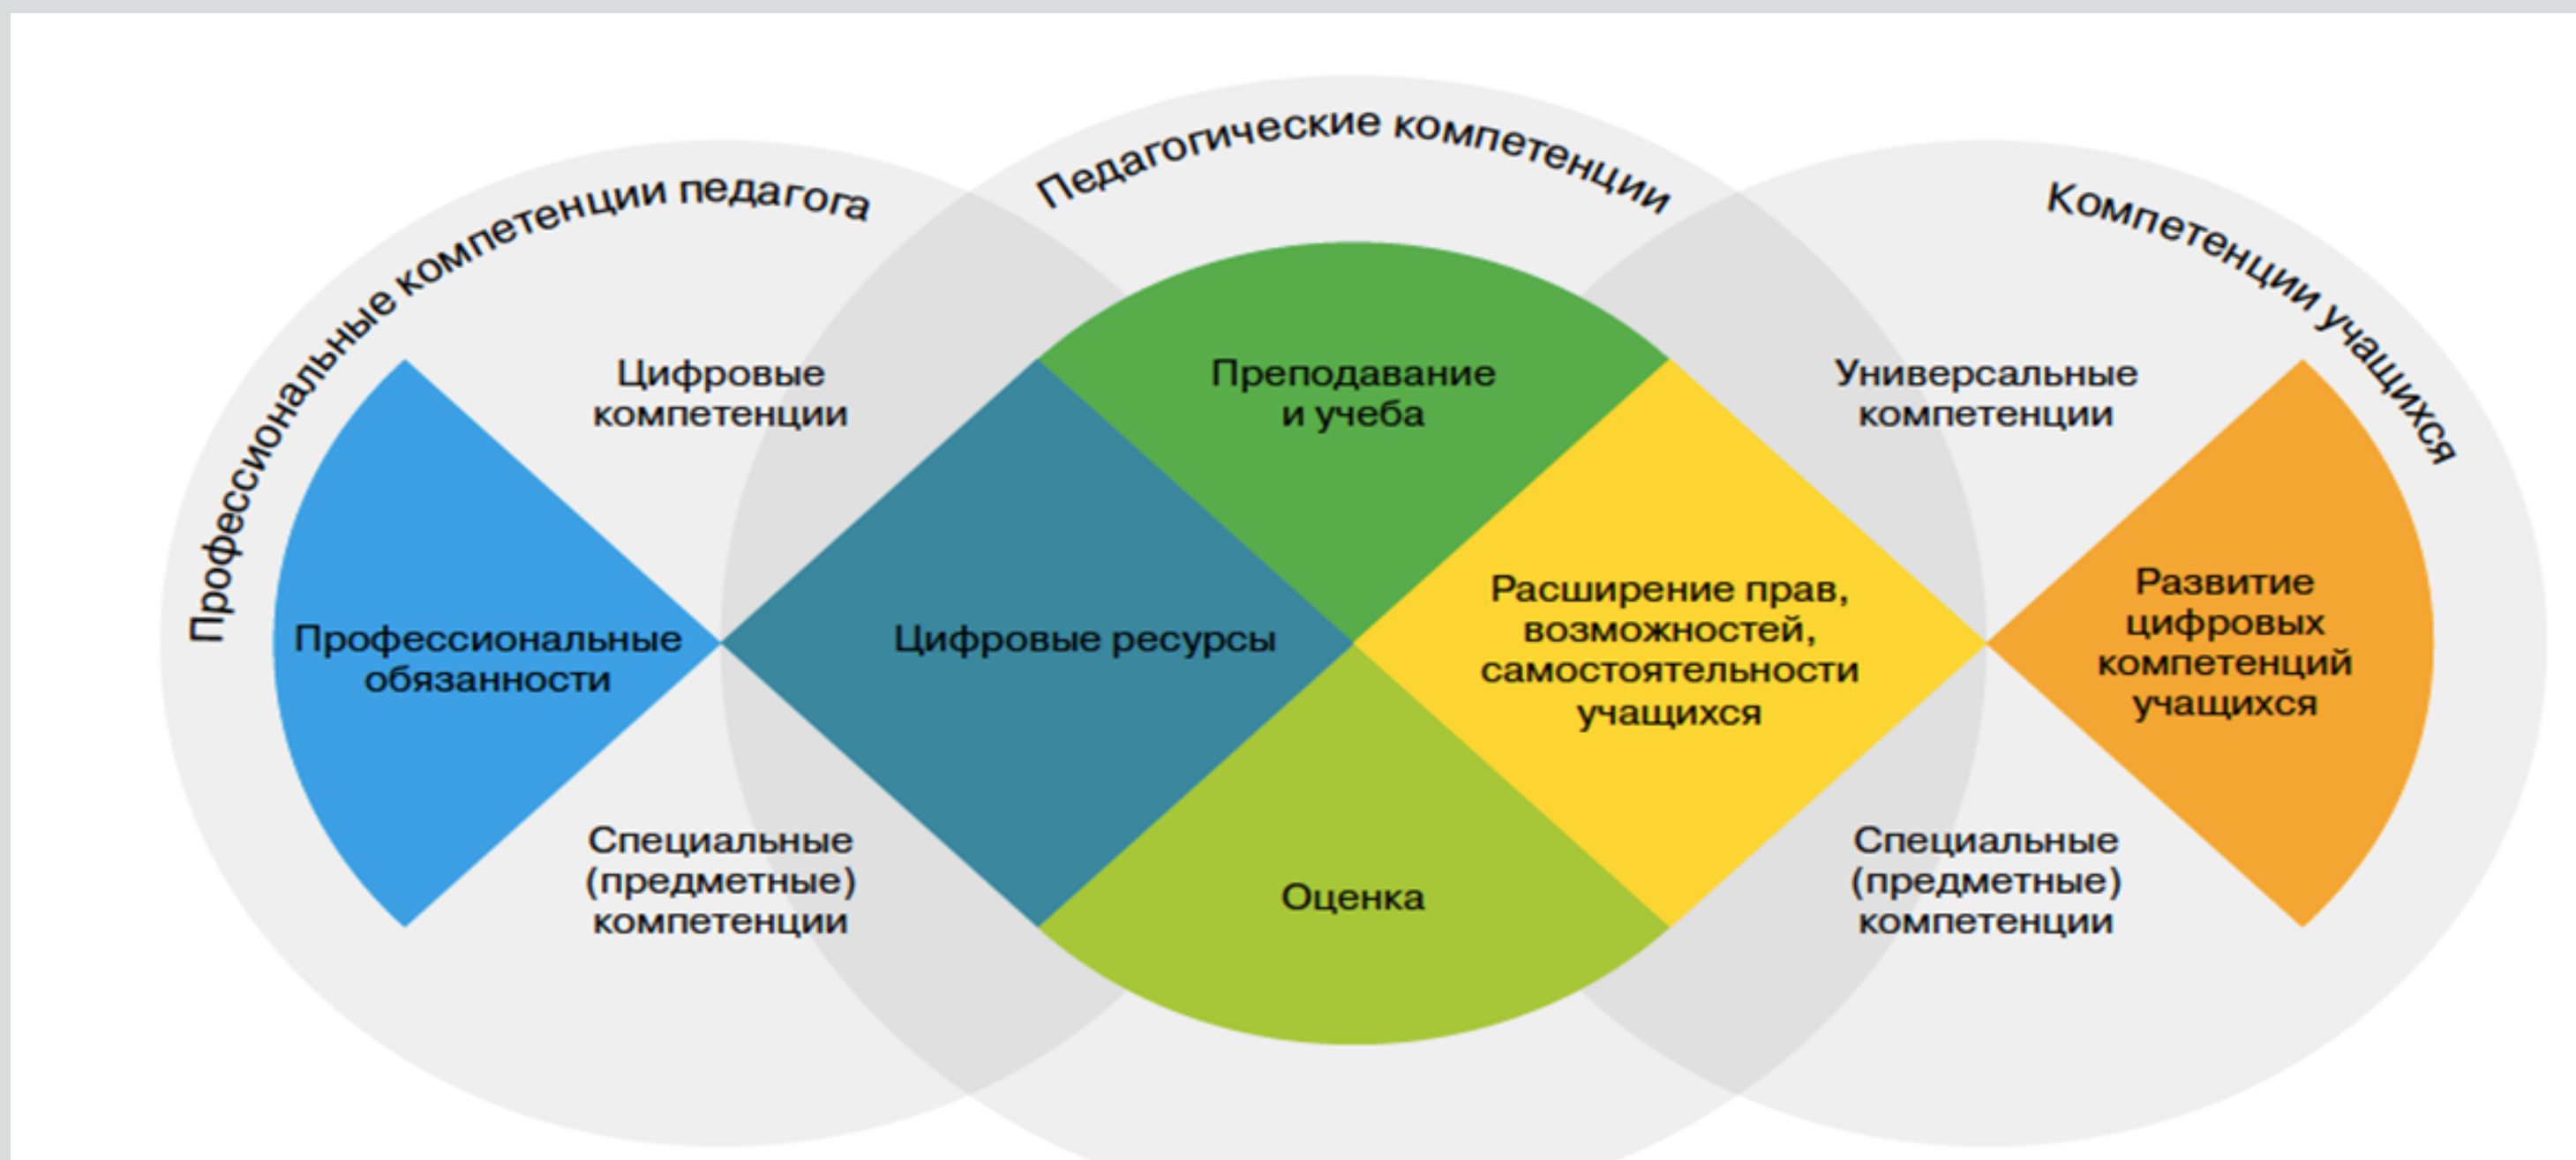 Профессиональные компетенции педагога
Педагогические компетенции
Компетенции учащихся
Цифровые
компетенции
Преподавание
и учеба
Универсальные
компетенции
Профессиональные
обязанности
Цифровые ресурсы
Расширение прав,
возможностей,
самостоятельности
учащихся
Развитие
цифровых
компетенций
учащихся
Специальные
(предметные)
компетенции
Оценка
Специальные
(предметные)
компетенции